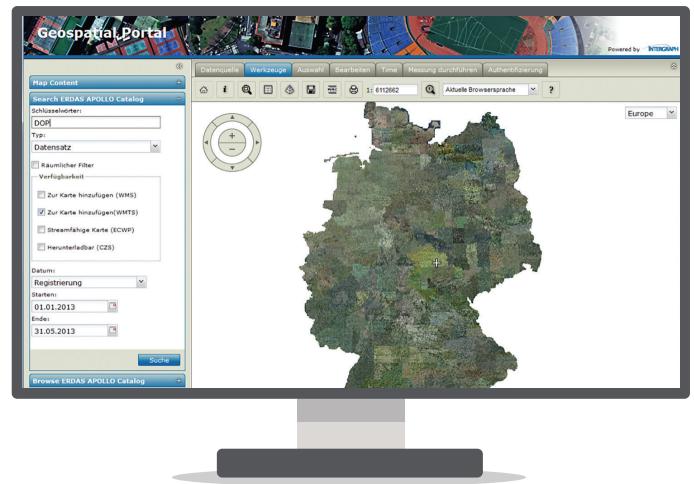 Geospatial Portal
Powered by INTERGRAPH
Map Content
Search ERDAS APOLLO Catalog
Schlüsselwörter:
DOP
Typ:
Datensatz
Räumlicher Filter
Verfügbarkeit
Zur Karte hinzufügen (WMS)
Zur Karte hinzufügen(WMTS)
Streamfähige Karte (ECWP)
Herunterladbar (CZS)
Datum:
Registrierung
Starten:
01.01.2013
Ende:
31.05.2013
Suche
Browse ERDAS APOLLO Catalog
Datenquelle Werkzeuge Auswahl Bearbeiten Time Messung durchführen Authentifizierung
i 1: 6112662 Aktuelle Browsersprache ?
Europe